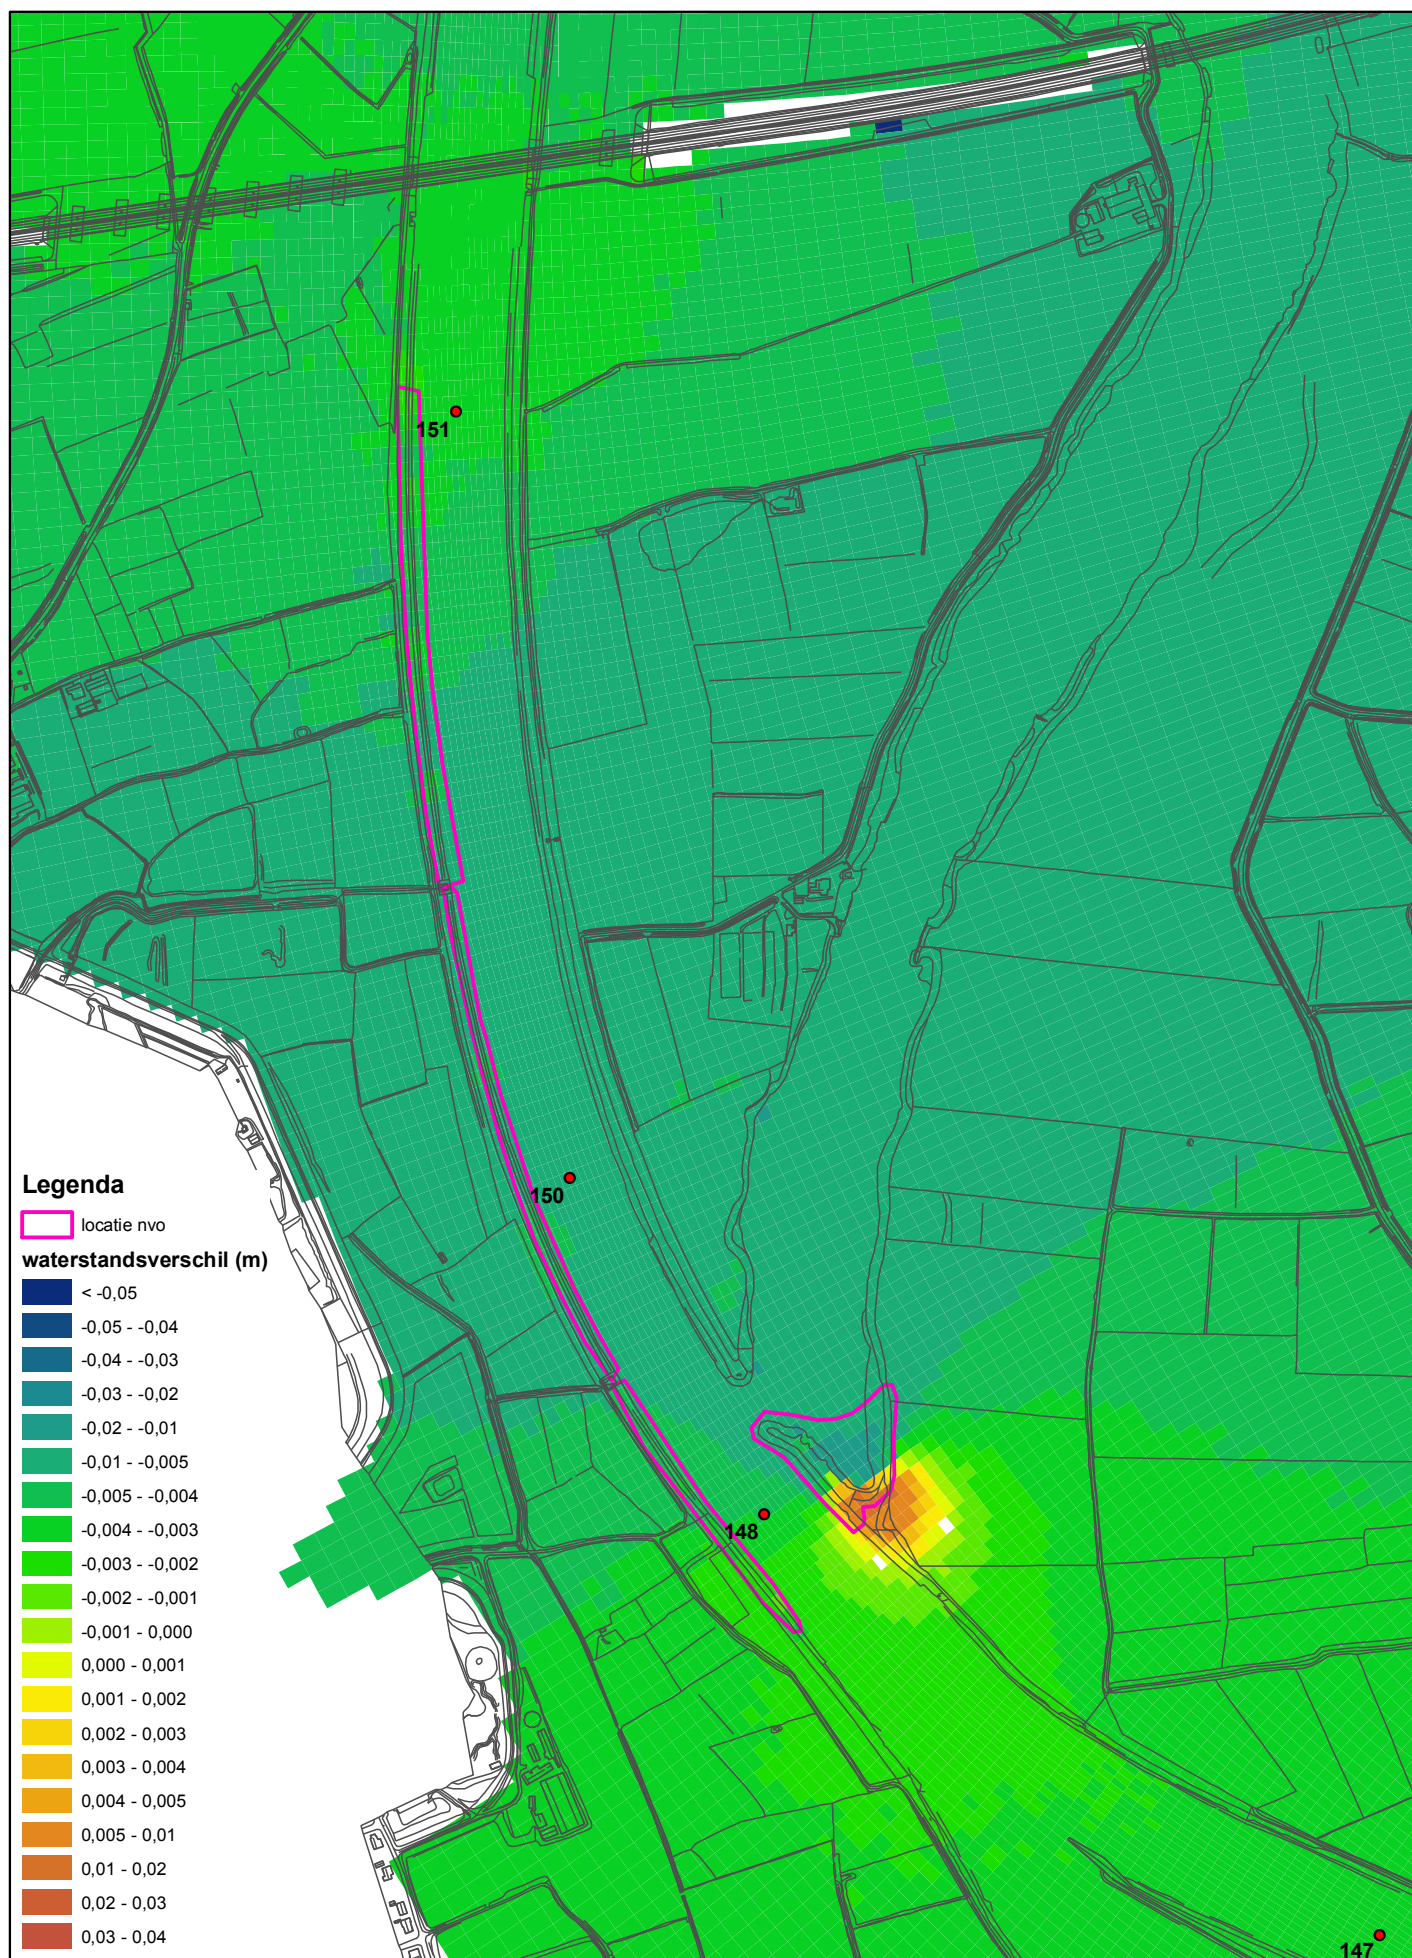 151
150
Legenda
locatie nvo
waterstandsverschil (m)
< -0,05
-0,05 - -0,04
-0,04 - -0,03
-0,03 - -0,02
-0,02 - -0,01
-0,01 - -0,005
-0,005 - -0,004
-0,004 - -0,003
-0,003 - -0,002
-0,002 - -0,001
-0,001 - 0,000
0,000 - 0,001
0,001 - 0,002
0,002 - 0,003
0,003 - 0,004
0,004 - 0,005
0,005 - 0,01
0,01 - 0,02
0,02 - 0,03
0,03 - 0,04
148
147